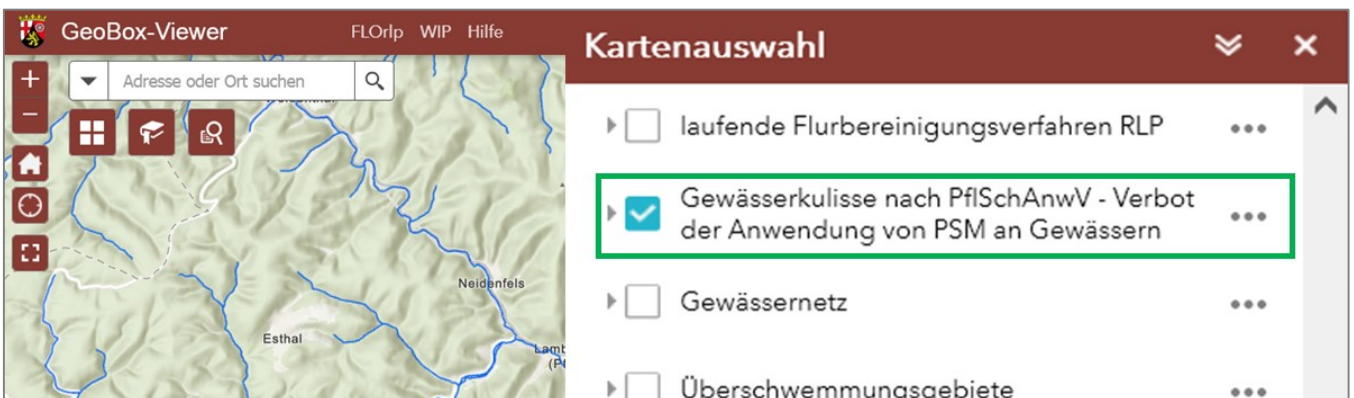 GeoBox-Viewer
FLOrlp WIP Hilfe
Adresse oder Ort suchen
Neidenfels
Esthal
Kartenauswahl
laufende Flurbereinigungsverfahren RLP
Gewässerkulisse nach PflSchAnwV - Verbot
der Anwendung von PSM an Gewässern
Gewässernetz
Überschwemmungsgebiete